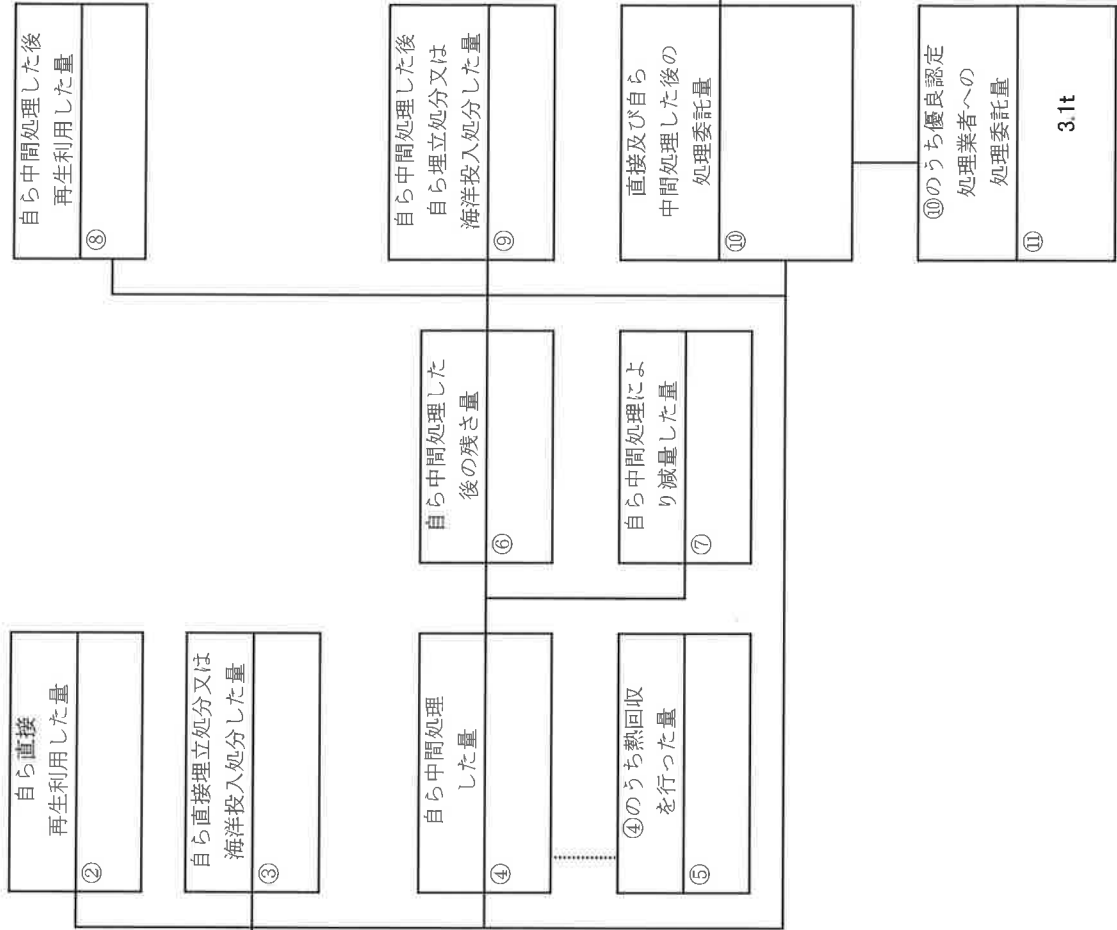 自ら直接
再生利用した量
②
自ら直接埋立処分又は
海洋投入処分した量
③
自ら中間処理
した量
④
④のうち熱回収
を行った量
⑤
自ら中間処理した
後の残さ量
⑥
自ら中間処理によ
り減量した量
⑦
自ら中間処理した後
再生利用した量
⑧
自ら中間処理した後
自ら埋立処分又は
海洋投入処分した量
⑨
直接及び自ら
中間処理した後の
処理委託量
⑩
⑩のうち優良認定
処理業者への
処理委託量
⑪
3.1t